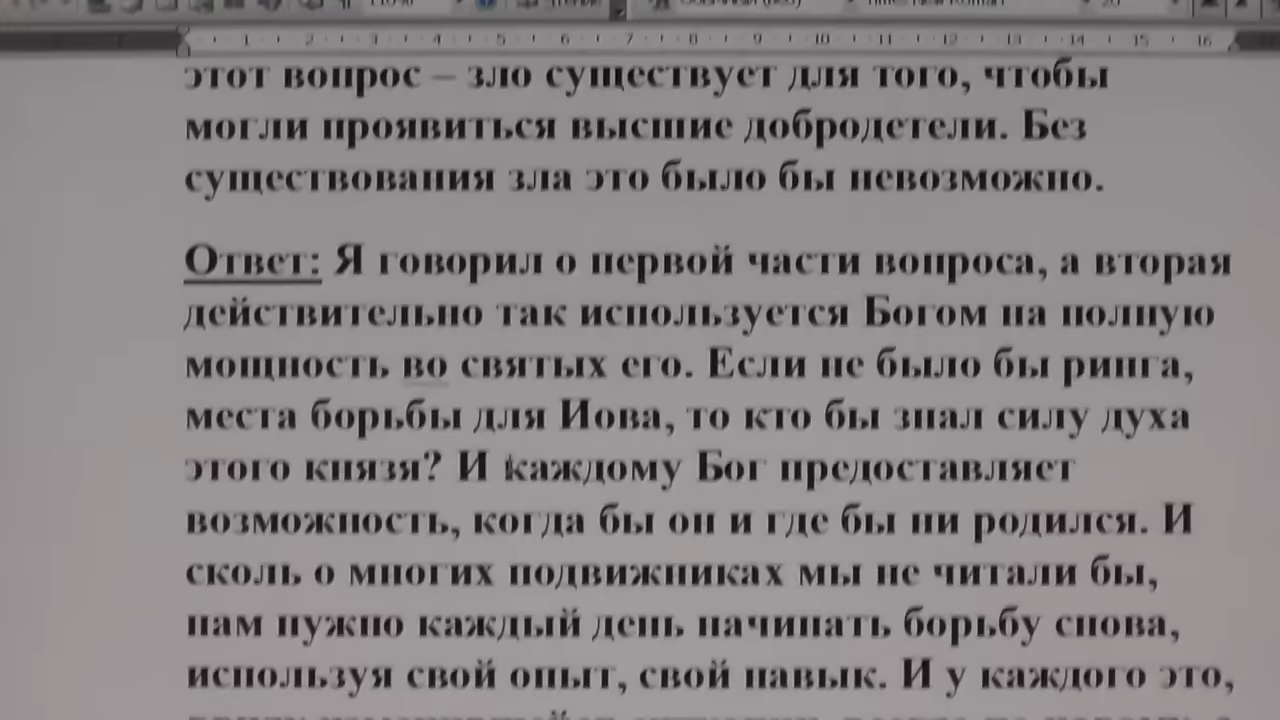 этот вопрос – зло существует для того, чтобы
могли проявиться высшие добродетели. Без
существования зла это было бы невозможно.
Ответ: Я говорил о первой части вопроса, а вторая
действительно так используется Богом на полную
мощность во святых его. Если не было бы ринга,
места борьбы для Иова, то кто бы знал силу духа
этого князя? И каждому Бог предоставляет
возможность, когда бы он и где бы ни родился. И
сколь о многих подвижниках мы не читали бы,
нам нужно каждый день начинать борьбу снова,
используя свой опыт, свой навык. И у каждого это,